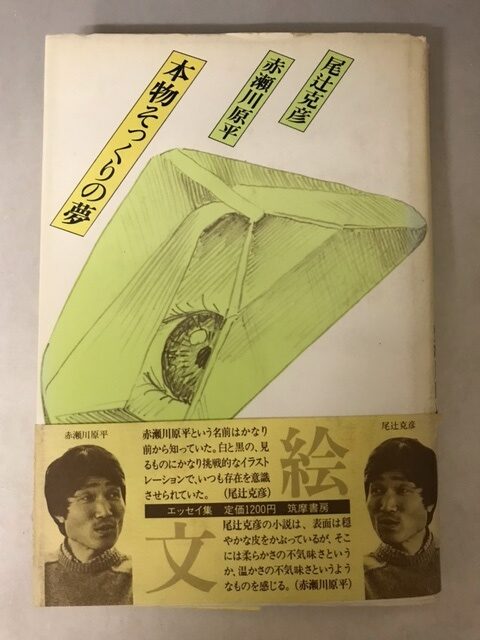 尾辻克彦
赤瀬川原平
本物そっくりの夢
赤瀬川原平
尾辻克彦
赤瀬川原平という名前はかなり
前から知っていた。白と黒の、見
るものにかなり挑戦的なイラスト
レーションで、いつも存在を意識
させられていた。 (尾辻克彦)
絵
エッセイ集 定価1200円 筑摩書房
文
尾辻克彦の小説は、表面は穏
やかな皮をかぶっているが、そこ
には柔らかさの不気味さという
か、温かさの不気味さというような
ものを感じる。(赤瀬川原平)